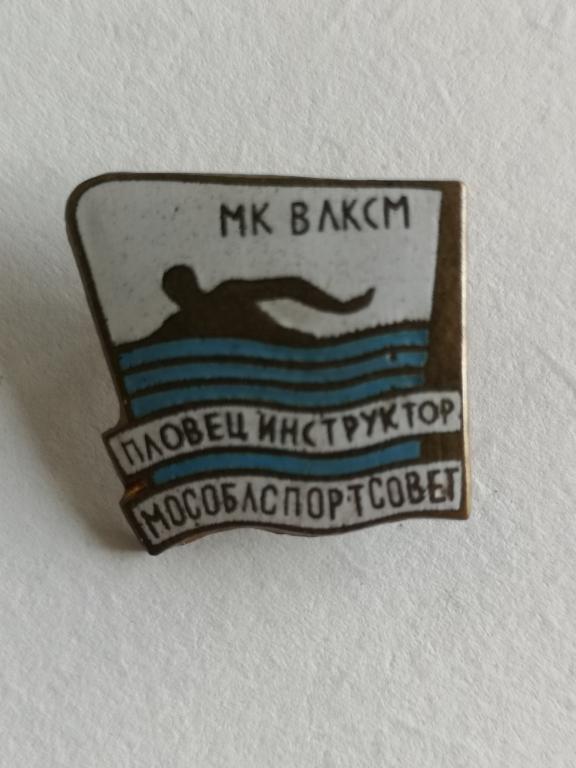 МК ВЛКСМ
ПЛОВЕЦ ИНСТРУКТОР
МОСОБЛСПОРТСОВЕТ